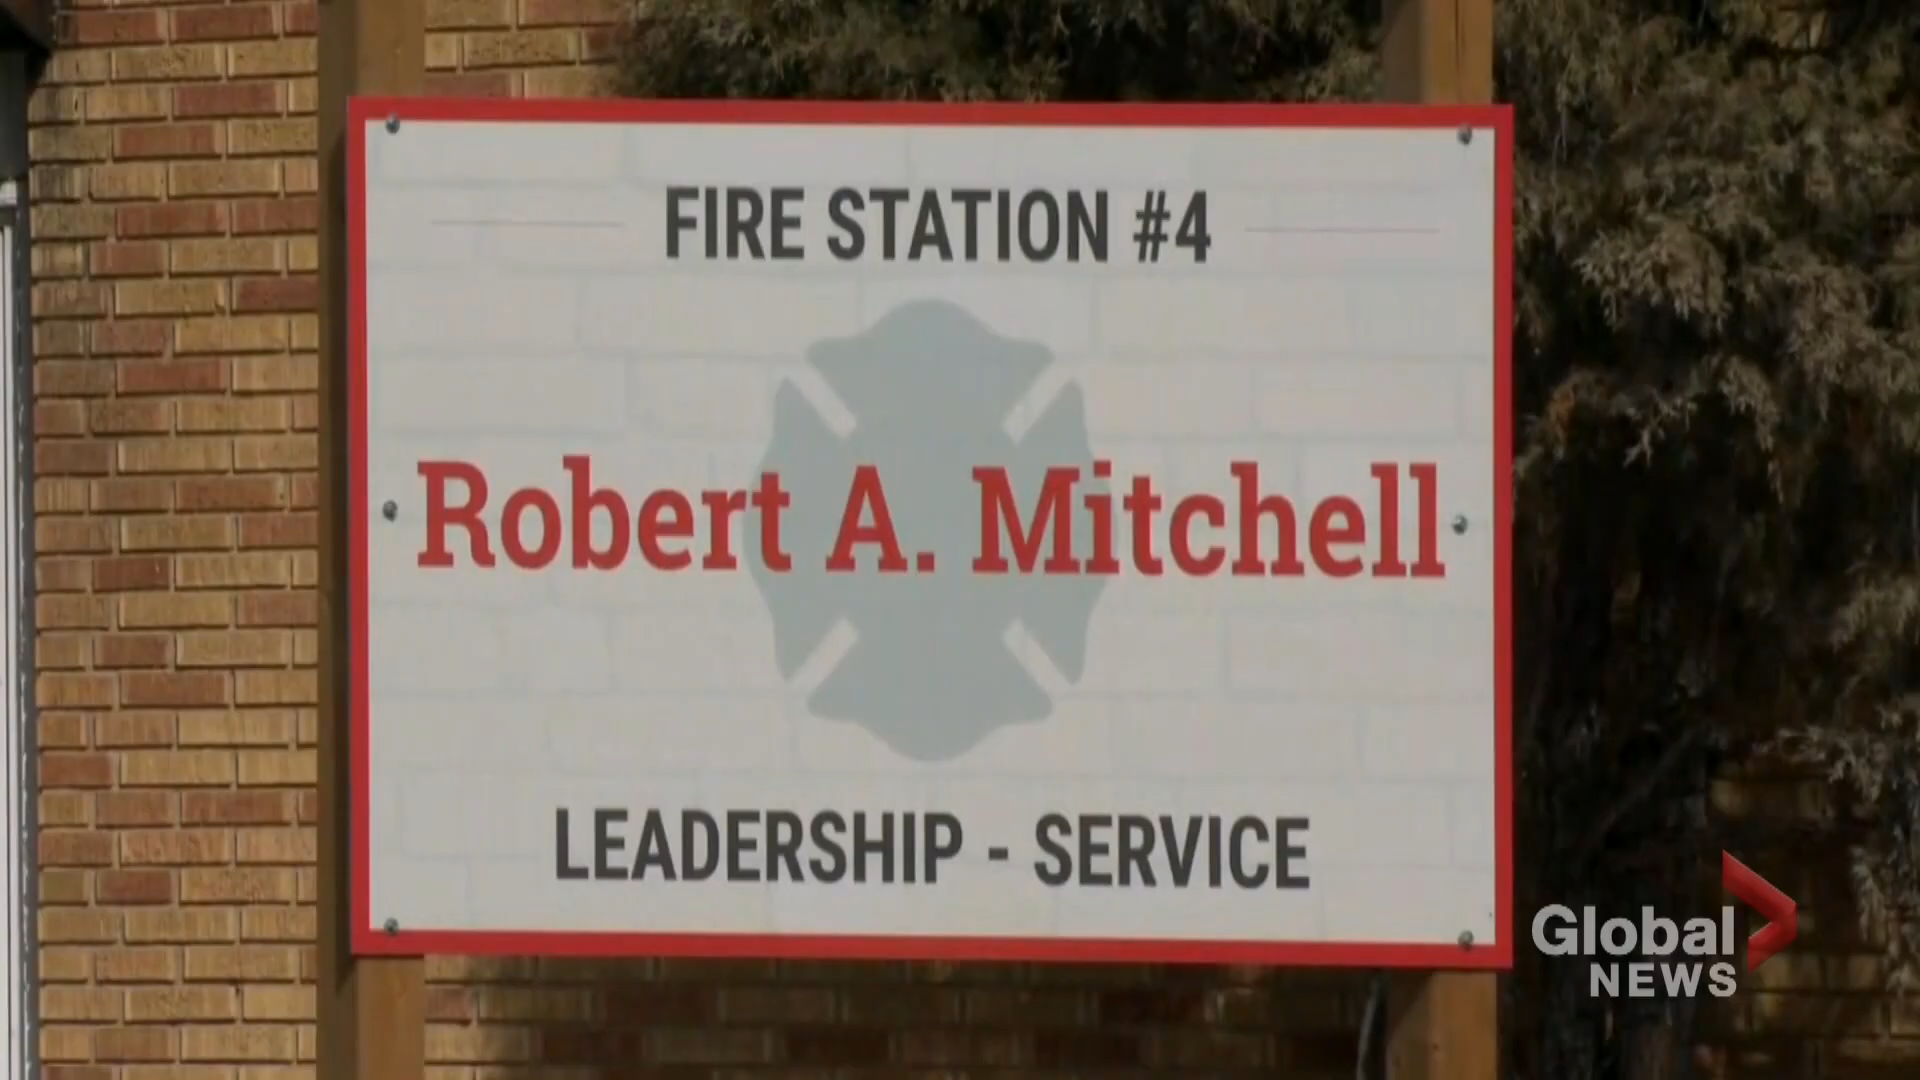 FIRE STATION #4
Robert A. Mitchell
LEADERSHIP - SERVICE
Global
NEWS